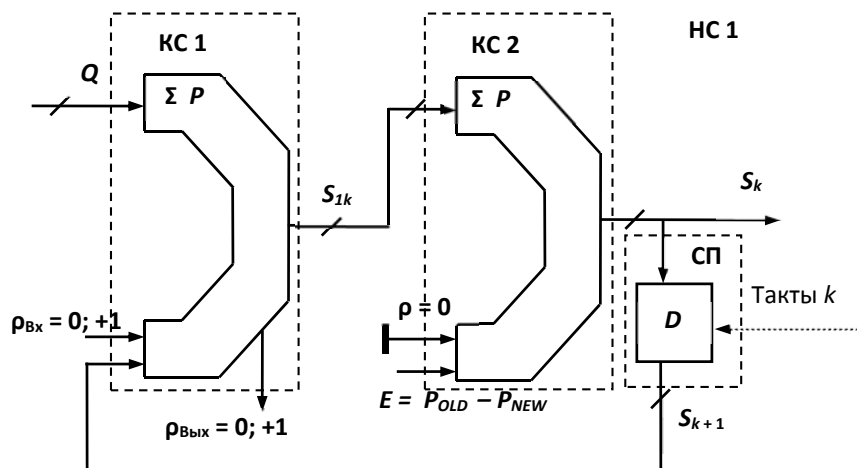 КС 1
КС 2
НС 1
Q
Σ P
Σ P
S1k
Sk
СП
ρ = 0
Такты k
ρВх = 0; +1
D
E = POLD – PNEW
ρВых = 0; +1
Sk + 1